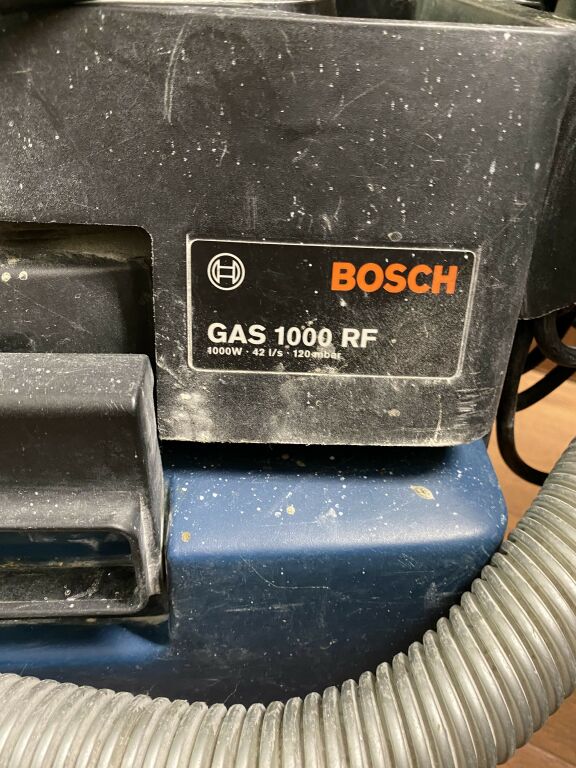 BOSCH
GAS 1000 RF
1000W · 42 l/s · 120 mbar